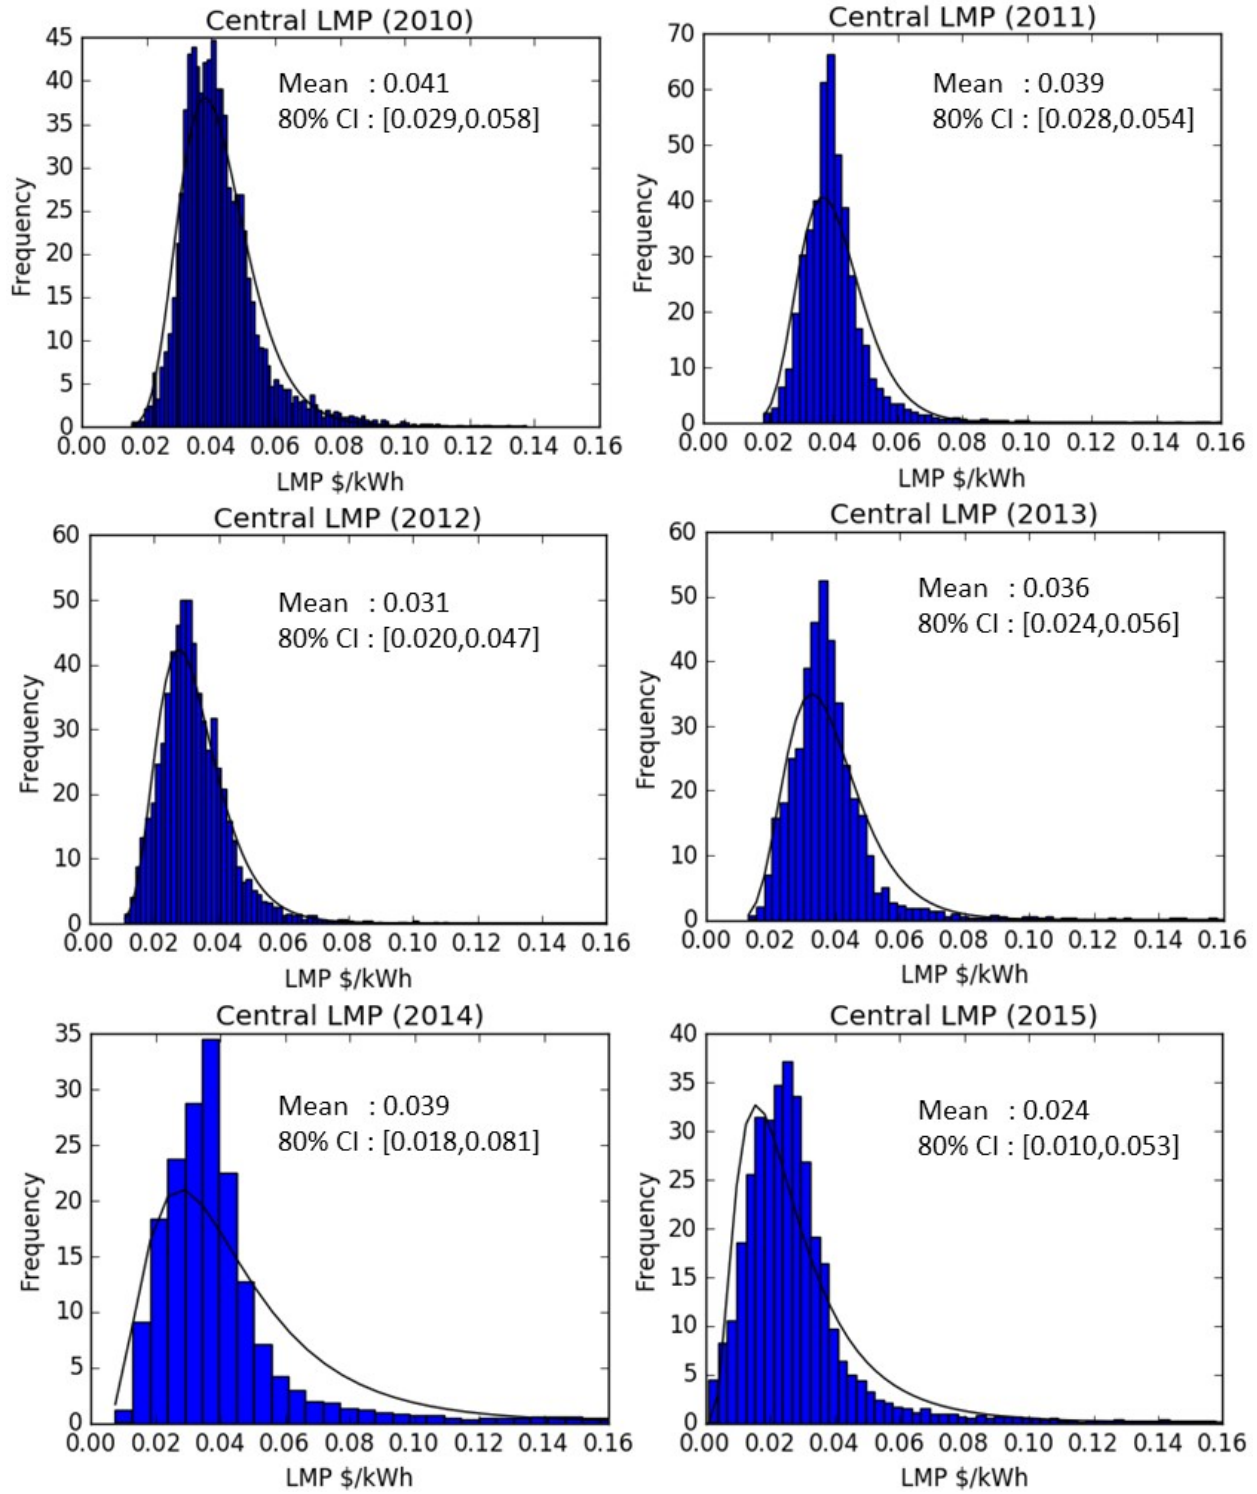 Central LMP (2010)
45
40
35
30
25
20
15
10
5
0
Frequency
Mean : 0.041
80% CI : [0.029,0.058]
0.00 0.02 0.04 0.06 0.08 0.10 0.12 0.14 0.16
LMP $/kWh
Central LMP (2011)
70
60
50
40
30
20
10
0
Frequency
Mean : 0.039
80% CI : [0.028,0.054]
0.00 0.02 0.04 0.06 0.08 0.10 0.12 0.14 0.16
LMP $/kWh
Central LMP (2012)
60
50
40
30
20
10
0
Frequency
Mean : 0.031
80% CI : [0.020,0.047]
0.00 0.02 0.04 0.06 0.08 0.10 0.12 0.14 0.16
LMP $/kWh
Central LMP (2013)
60
50
40
30
20
10
0
Frequency
Mean : 0.036
80% CI : [0.024,0.056]
0.00 0.02 0.04 0.06 0.08 0.10 0.12 0.14 0.16
LMP $/kWh
Central LMP (2014)
35
30
25
20
15
10
5
0
Frequency
Mean : 0.039
80% CI : [0.018,0.081]
0.00 0.02 0.04 0.06 0.08 0.10 0.12 0.14 0.16
LMP $/kWh
Central LMP (2015)
40
35
30
25
20
15
10
5
0
Frequency
Mean : 0.024
80% CI : [0.010,0.053]
0.00 0.02 0.04 0.06 0.08 0.10 0.12 0.14 0.16
LMP $/kWh